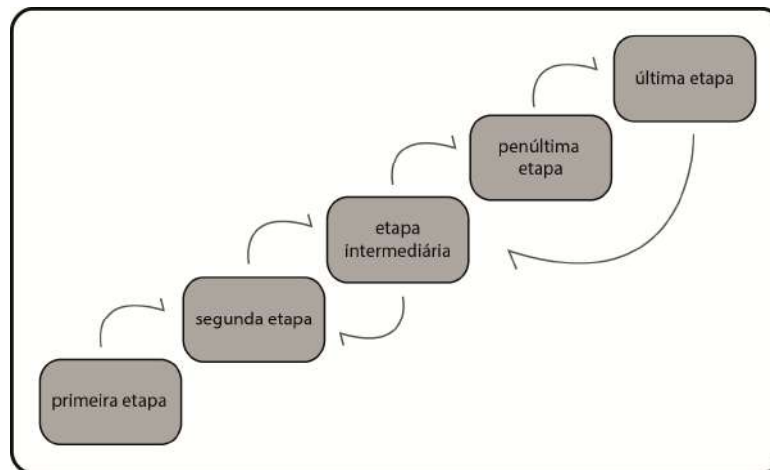 última etapa
penúltima
etapa
etapa
intermediária
segunda etapa
primeira etapa